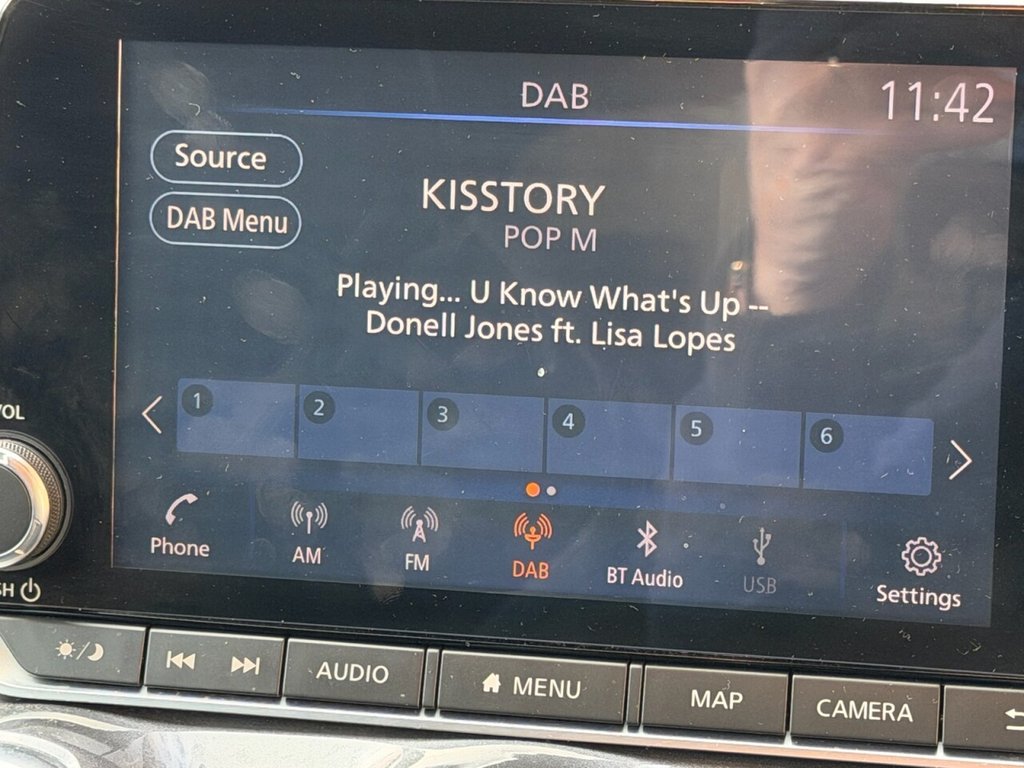 DAB
11:42
Source
DAB Menu
KISSTORY
POP M
Playing... U Know What's Up --
Donell Jones ft. Lisa Lopes
1 2 3 4 5 6
VOL
Phone
AM
FM
DAB
BT Audio
USB
Settings
AUDIO
MENU
MAP
CAMERA